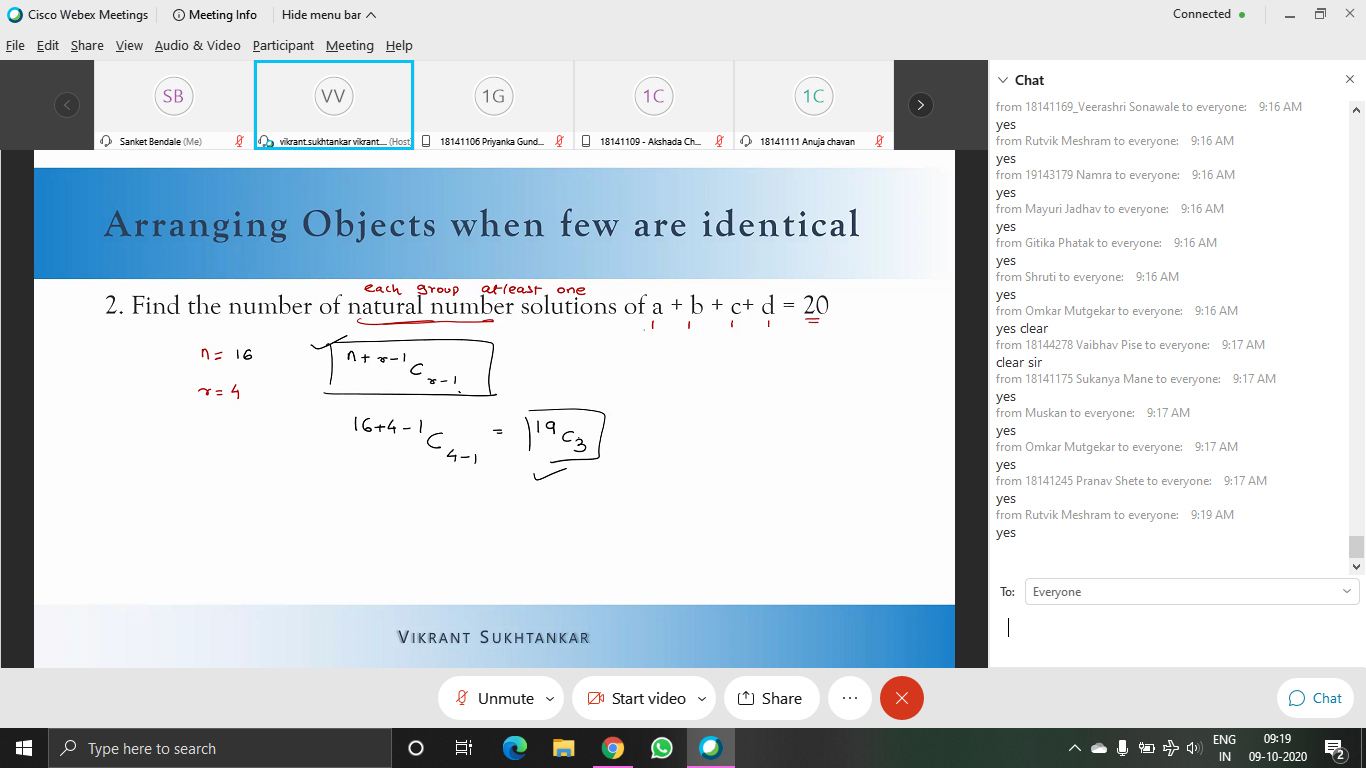 Cisco Webex Meetings
Meeting Info
Hide menu bar
Connected
File Edit Share View Audio & Video Participant Meeting Help
SB
VV
1G
1C
1C
Sanket Bendale (Me)
vikrant.sukhtankar vikrant.... (Host)
18141106 Priyanka Gund...
18141109 - Akshada Ch...
18141111 Anuja chavan
Arranging Objects when few are identical
each group atleast one
2. Find the number of natural number solutions of a + b + c+ d = 20
1 1 1 1
n = 16
n+r-1 C r-1
r = 4
16+4-1 C 4-1 = 19 C 3
VIKRANT SUKHTANKAR
Chat
from 18141169_Veerashri Sonawale to everyone: 9:16 AM
yes
from Rutvik Meshram to everyone: 9:16 AM
yes
from 19143179 Namra to everyone: 9:16 AM
yes
from Mayuri Jadhav to everyone: 9:16 AM
yes
from Gitika Phatak to everyone: 9:16 AM
yes
from Shruti to everyone: 9:16 AM
yes
from Omkar Mutgekar to everyone: 9:16 AM
yes clear
from 18144278 Vaibhav Pise to everyone: 9:17 AM
clear sir
from 18141175 Sukanya Mane to everyone: 9:17 AM
yes
from Muskan to everyone: 9:17 AM
yes
from Omkar Mutgekar to everyone: 9:17 AM
yes
from 18141245 Pranav Shete to everyone: 9:17 AM
yes
from Rutvik Meshram to everyone: 9:19 AM
yes
To: Everyone
Unmute
Start video
Share
Chat
Type here to search
ENG
IN
09:19
09-10-2020
2